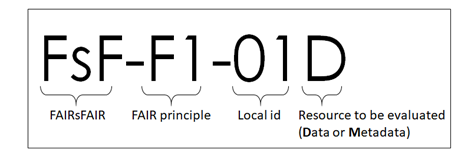 FsF-F1-01D
FAIRsFAIR FAIR principle Local id Resource to be evaluated
(Data or Metadata)